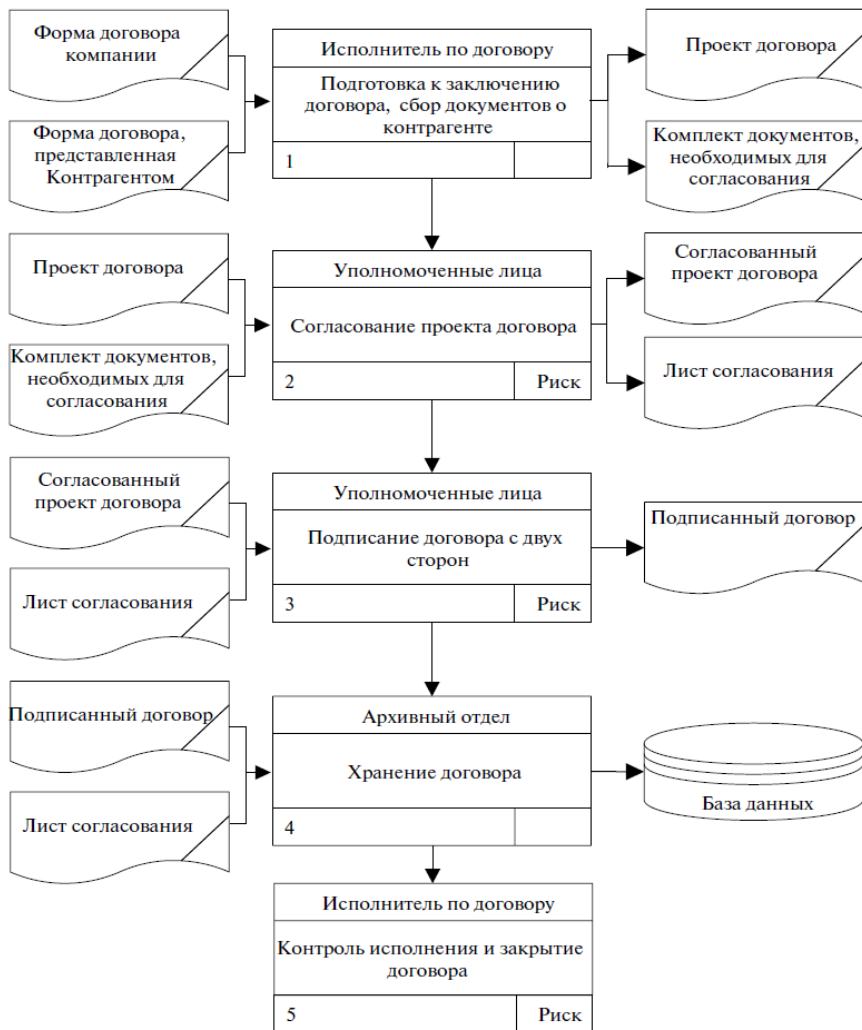 Форма договора
компании
Исполнитель по договору
Подготовка к заключению
договора, сбор документов о
контрагенте
1
Проект договора
Форма договора,
представленная
Контрагентом
Комплект документов,
необходимых для
согласования
Проект договора
Уполномоченные лица
Согласование проекта договора
2
Риск
Согласованный
проект договора
Комплект документов,
необходимых для
согласования
Лист согласования
Согласованный
проект договора
Уполномоченные лица
Подписание договора с двух
сторон
3
Риск
Подписанный договор
Лист согласования
Подписанный договор
Архивный отдел
Хранение договора
4
База данных
Лист согласования
Исполнитель по договору
Контроль исполнения и закрытие
договора
5
Риск